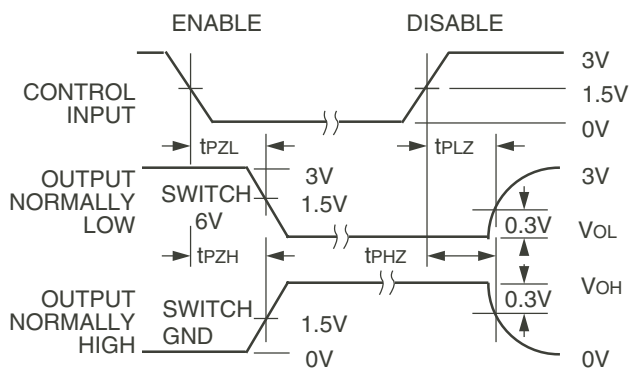 ENABLE DISABLE
CONTROL
INPUT
3V
1.5V
0V
tPZL
tPLZ
OUTPUT
NORMALLY
LOW
SWITCH
6V
3V
1.5V
3V
0.3V
VOL
tPZH
tPHZ
OUTPUT
NORMALLY
HIGH
SWITCH
GND
1.5V
0V
0.3V
VOH
0V